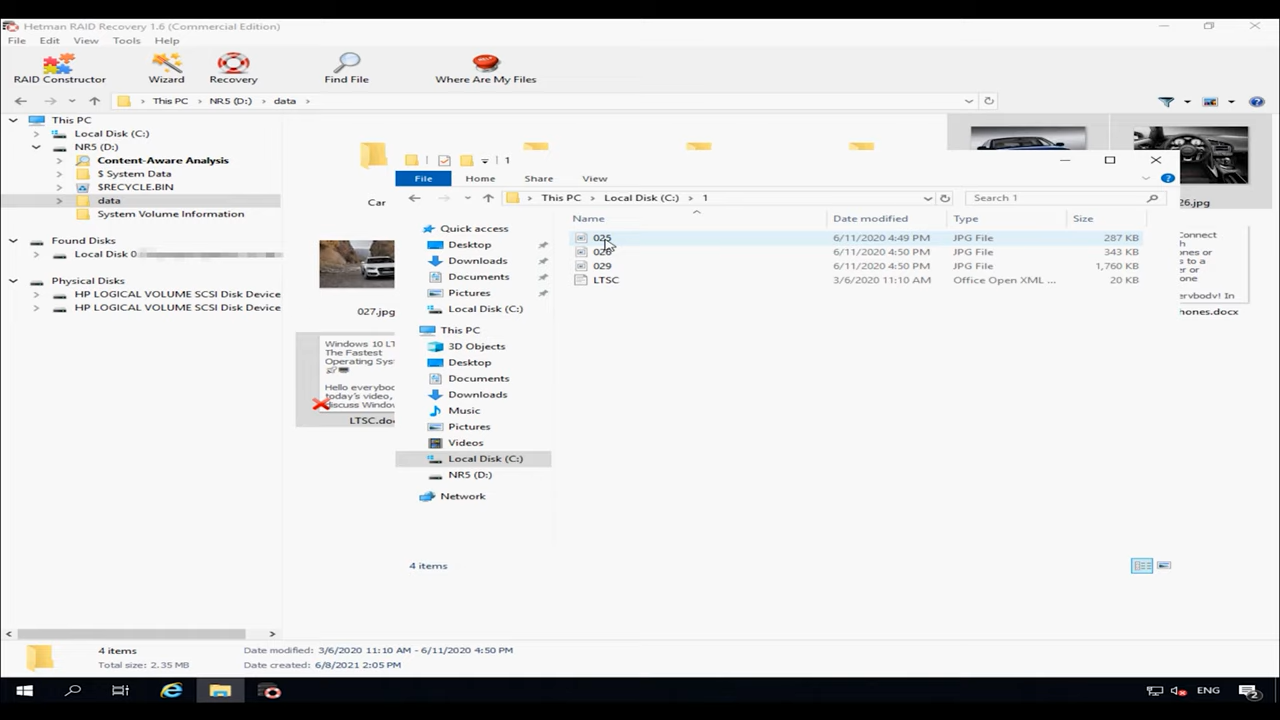 Hetman RAID Recovery 1.6 (Commercial Edition)
File Edit View Tools Help
RAID Constructor Wizard Recovery Find File Where Are My Files
This PC NR5 (D:) data
This PC
Local Disk (C:)
NR5 (D:)
Content-Aware Analysis
$ System Data
$RECYCLE.BIN
data
System Volume Information
Found Disks
Local Disk 0
Physical Disks
HP LOGICAL VOLUME SCSI Disk Device
HP LOGICAL VOLUME SCSI Disk Device
Car
027.jpg
Windows 10 LT
The Fastest
Operating Sys
Hello everybod
today's video,
discuss Window
LTSC.do
26.jpg
Connect
hones.docx
ervbody! In
1
File Home Share View
This PC Local Disk (C:) 1
Search 1
Quick access
Desktop
Downloads
Documents
Pictures
Local Disk (C:)
This PC
3D Objects
Desktop
Documents
Downloads
Music
Pictures
Videos
Local Disk (C:)
NR5 (D:)
Network
Name Date modified Type Size
025 6/11/2020 4:49 PM JPG File 287 KB
6/11/2020 4:50 PM JPG File 343 KB
029 6/11/2020 4:50 PM JPG File 1,760 KB
LTSC 3/6/2020 11:10 AM Office Open XML ... 20 KB
4 items
4 items Date modified: 3/6/2020 11:10 AM - 6/11/2020 4:50 PM
Total size: 2.35 MB Date created: 6/8/2021 2:05 PM
ENG
2